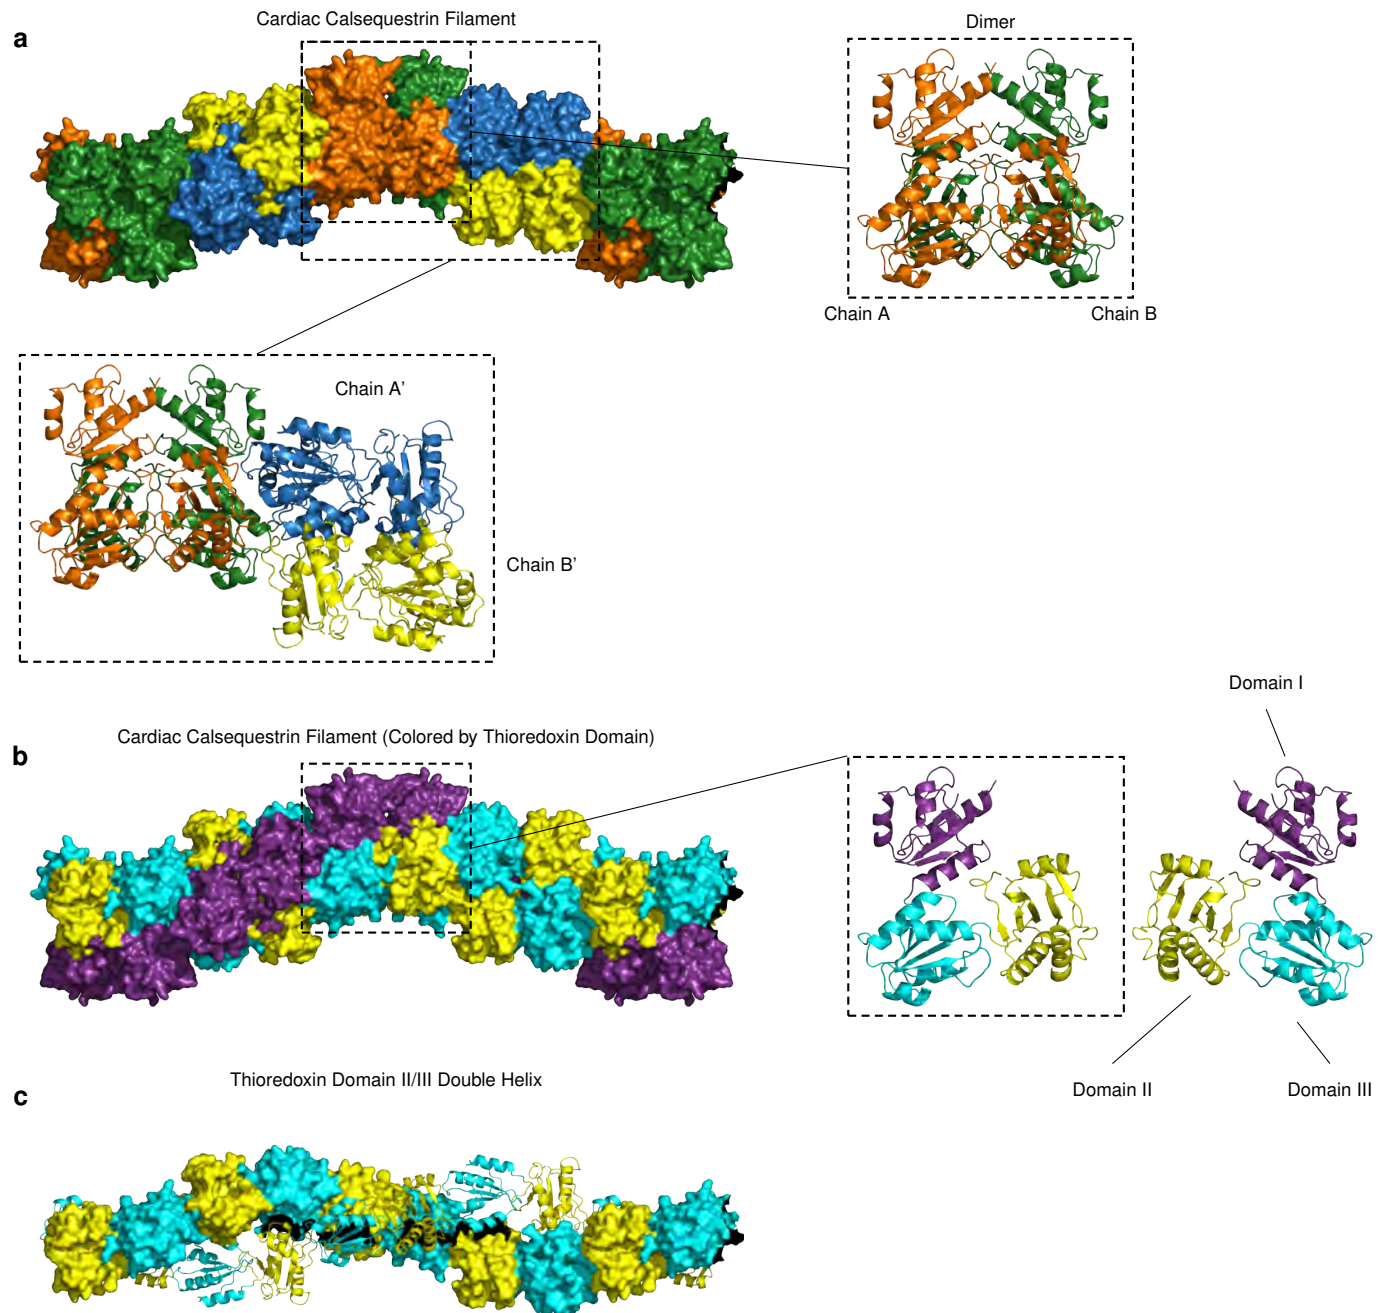 Cardiac Calsequestrin Filament
Dimer
a
Chain A
Chain B
Chain A'
Chain B'
Domain I
Cardiac Calsequestrin Filament (Colored by Thioredoxin Domain)
b
Domain II
Domain III
Thioredoxin Domain II/III Double Helix
c